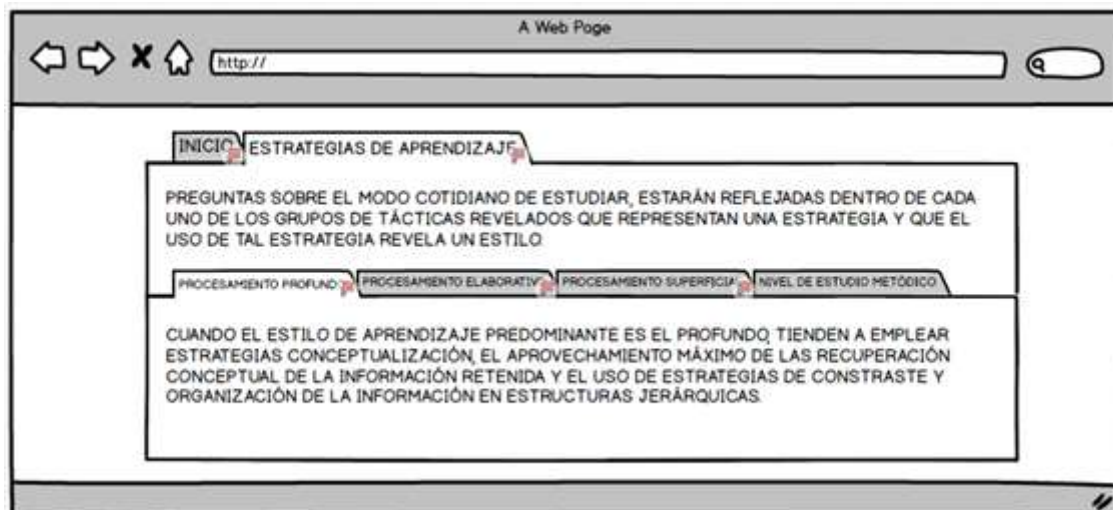 A Web Page
http://
INICIO ESTRATEGIAS DE APRENDIZAJE
PREGUNTAS SOBRE EL MODO COTIDIANO DE ESTUDIAR, ESTARÁN REFLEJADAS DENTRO DE CADA
UNO DE LOS GRUPOS DE TÁCTICAS REVELADOS QUE REPRESENTAN UNA ESTRATEGIA Y QUE EL
USO DE TAL ESTRATEGIA REVELA UN ESTILO.
PROCESAMIENTO PROFUNDO PROCESAMIENTO ELABORATIVO PROCESAMIENTO SUPERFICIAL NIVEL DE ESTUDIO METÓDICO
CUANDO EL ESTILO DE APRENDIZAJE PREDOMINANTE ES EL PROFUNDO, TIENDEN A EMPLEAR
ESTRATEGIAS CONCEPTUALIZACIÓN, EL APROVECHAMIENTO MÁXIMO DE LAS RECUPERACIÓN
CONCEPTUAL DE LA INFORMACIÓN RETENIDA Y EL USO DE ESTRATEGIAS DE CONSTRASTE Y
ORGANIZACIÓN DE LA INFORMACIÓN EN ESTRUCTURAS JERÁRQUICAS.